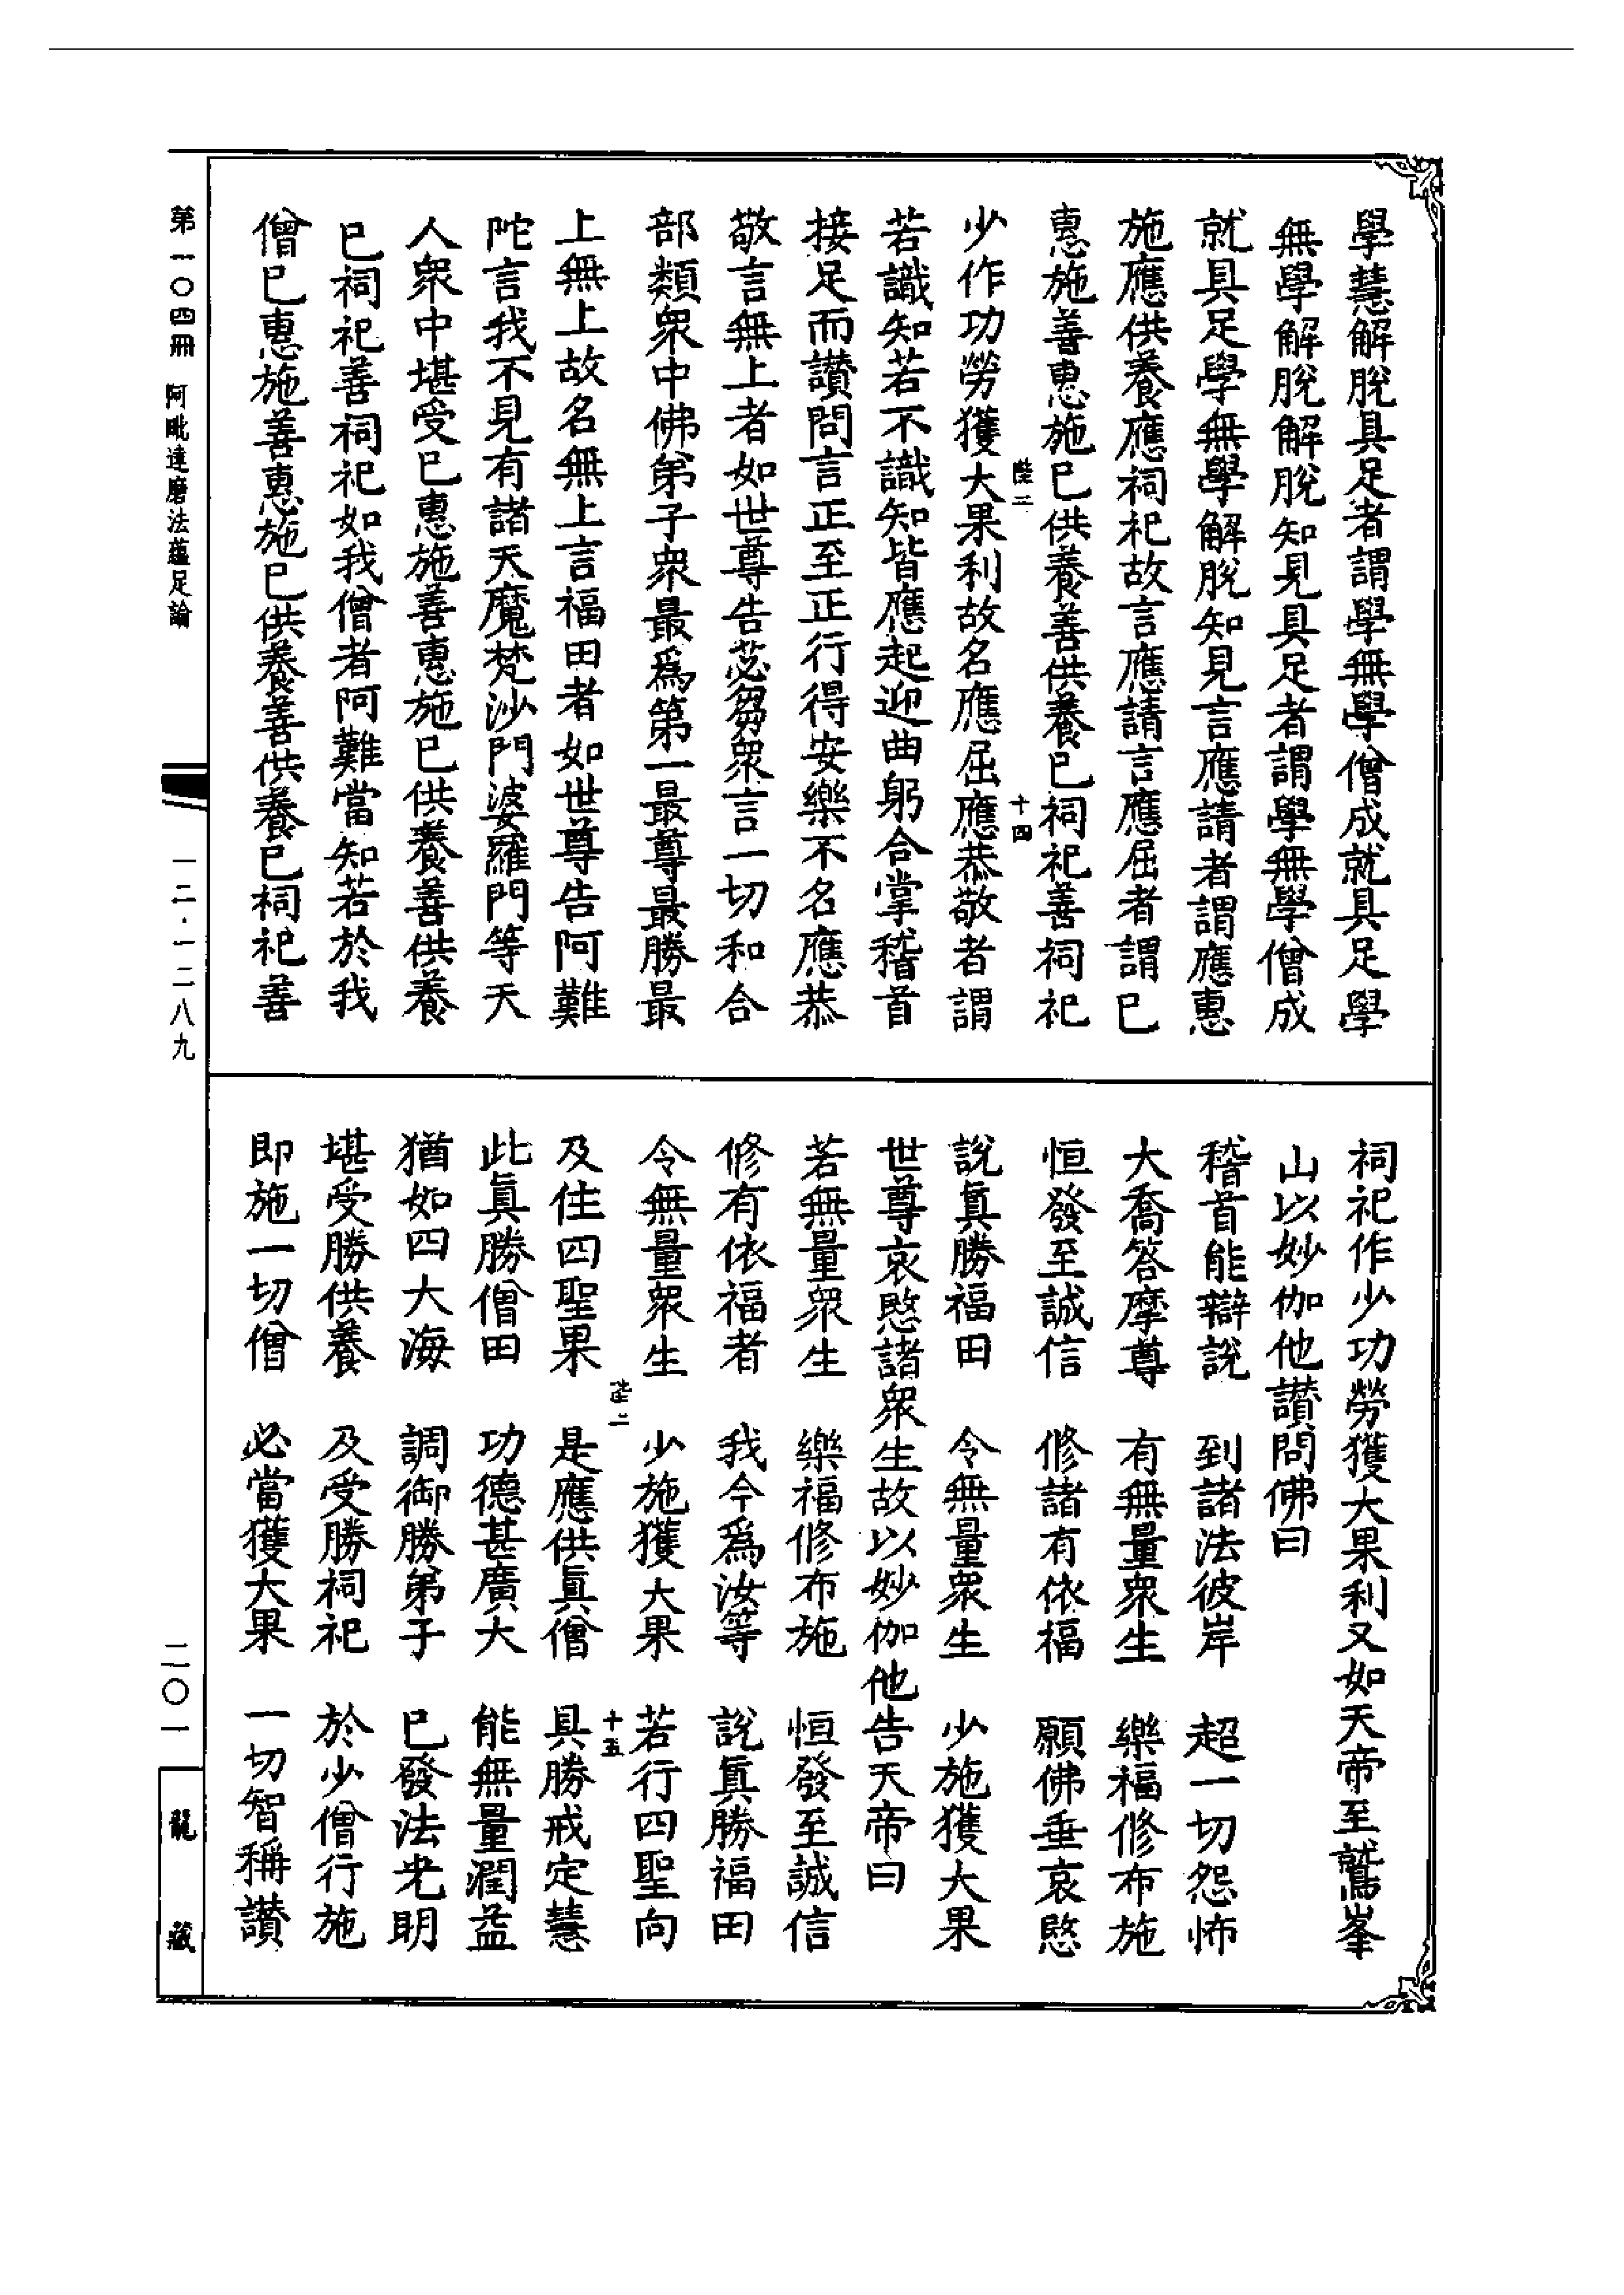 學慧解脫具足者謂學無學僧成就具足學
無學解脫解脫知見具足者謂學無學僧成
就具足學無學解脫知見言應請者謂應惠
施應供養應祠祀故言應請言應屈者謂已
惠施善惠施已供養善供養已祠祀善祠祀
十四
少作功勞獲大果利故名應屈應恭敬者謂
若識知若不識知皆應起迎曲躬合掌稽首
接足而讚問言正至正行得安樂不名應恭
敬言無上者如世尊告苾芻衆言一切和合
部類衆中佛弟子衆最爲第一最尊最勝最
上無上故名無上言福田者如世尊告阿難
陀言我不見有諸天魔梵沙門婆羅門等天
人衆中堪受已惠施善惠施已供養善供養
已祠祀善祠祀如我僧者阿難當知若於我
僧已惠施善惠施已供養善供養已祠祀善
祠祀作少功勞獲大果利又如天帝至鷲峯
山以妙伽他讚問佛曰
稽首能辯說　到諸法彼岸　超一切怨怖
大喬答摩尊　有無量衆生　樂福修布施
恒發至誠信　修諸有依福　願佛垂哀愍
說眞勝福田　令無量衆生　少施獲大果
世尊哀愍諸衆生故以妙伽他告天帝曰
若無量衆生　樂福修布施　恒發至誠信
修有依福者　我今爲汝等　說眞勝福田
令無量衆生　少施獲大果　若行四聖向
十五
及住四聖果　是應供眞僧　具勝戒定慧
此眞勝僧田　功德甚廣大　能無量潤益
猶如四大海　調御勝弟子　已發法光明
堪受勝供養　及受勝祠祀　於少僧行施
即施一切僧　必當獲大果　一切智稱讚
第一〇四冊　阿毗達磨法蘊足論
一二・一二八九
二〇一
龍藏